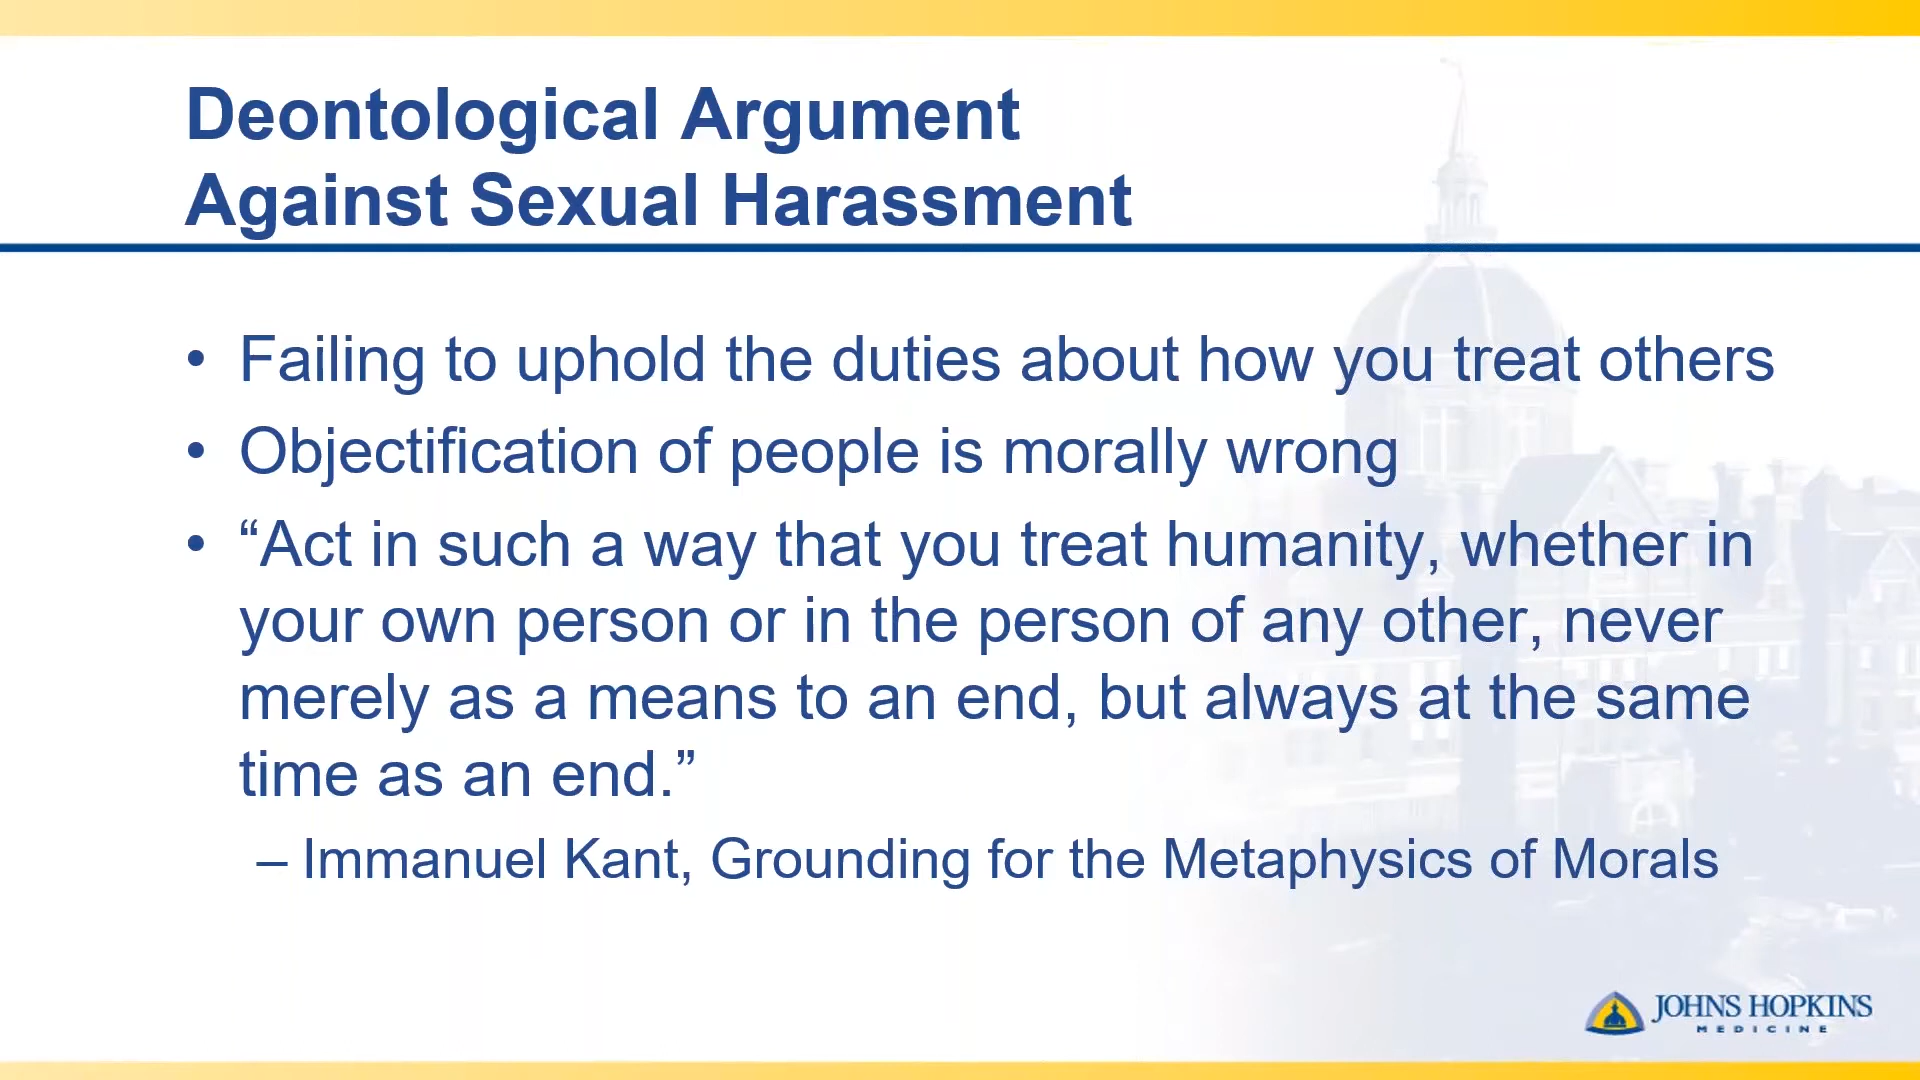 Deontological Argument
Against Sexual Harassment
• Failing to uphold the duties about how you treat others
• Objectification of people is morally wrong
• “Act in such a way that you treat humanity, whether in
your own person or in the person of any other, never
merely as a means to an end, but always at the same
time as an end.”
– Immanuel Kant, Grounding for the Metaphysics of Morals
JOHNS HOPKINS
MEDICINE